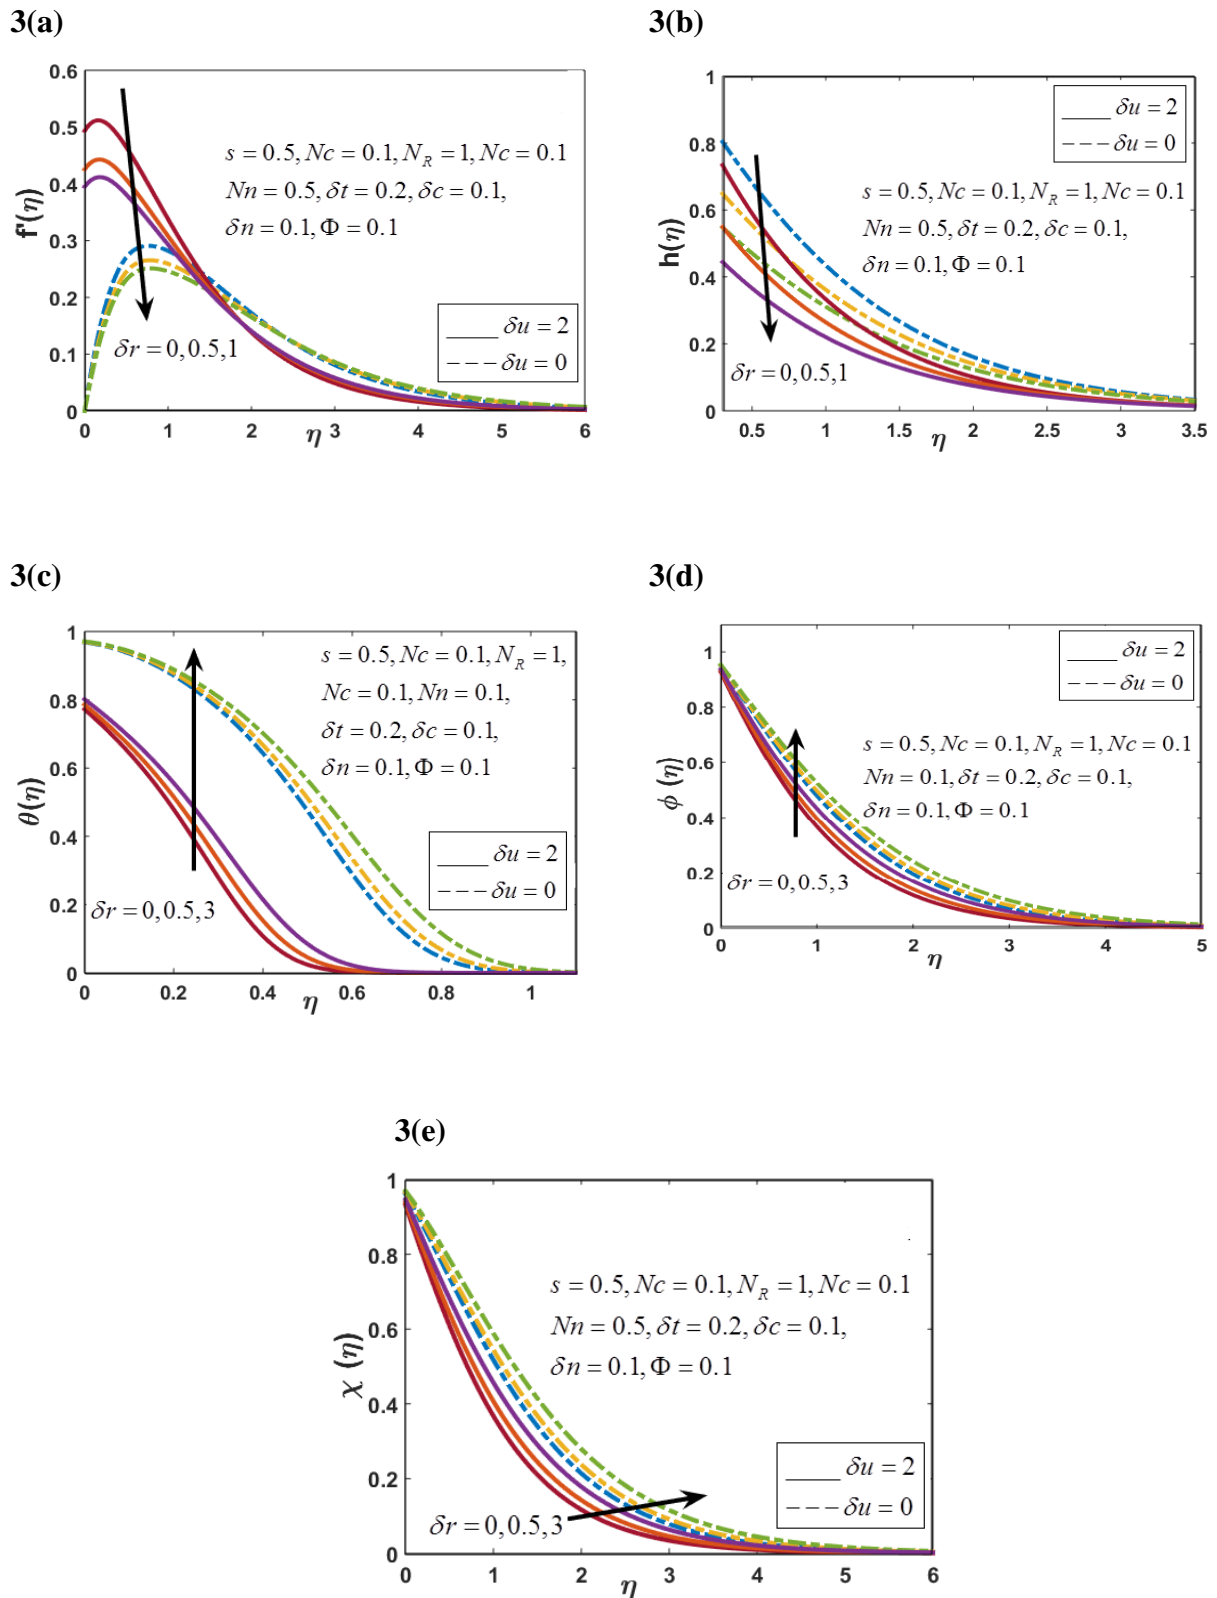 3(a)
f'(η)
0.6
0.5
0.4
0.3
0.2
0.1
0
s = 0.5, Nc = 0.1, N_R = 1, Nc = 0.1
Nn = 0.5, δt = 0.2, δc = 0.1,
δn = 0.1, Φ = 0.1
δr = 0,0.5,1
δu = 2
δu = 0
0 1 2 3 4 5 6
η
3(b)
h(η)
1
0.8
0.6
0.4
0.2
0
δu = 2
δu = 0
s = 0.5, Nc = 0.1, N_R = 1, Nc = 0.1
Nn = 0.5, δt = 0.2, δc = 0.1,
δn = 0.1, Φ = 0.1
δr = 0,0.5,1
0.5 1 1.5 2 2.5 3 3.5
η
3(c)
θ(η)
1
0.8
0.6
0.4
0.2
0
s = 0.5, Nc = 0.1, N_R = 1,
Nc = 0.1, Nn = 0.1,
δt = 0.2, δc = 0.1,
δn = 0.1, Φ = 0.1
δu = 2
δu = 0
δr = 0,0.5,3
0 0.2 0.4 0.6 0.8 1
η
3(d)
ϕ (η)
1
0.8
0.6
0.4
0.2
0
δu = 2
δu = 0
s = 0.5, Nc = 0.1, N_R = 1, Nc = 0.1
Nn = 0.1, δt = 0.2, δc = 0.1,
δn = 0.1, Φ = 0.1
δr = 0,0.5,3
0 1 2 3 4 5
η
3(e)
χ (η)
1
0.8
0.6
0.4
0.2
0
s = 0.5, Nc = 0.1, N_R = 1, Nc = 0.1
Nn = 0.5, δt = 0.2, δc = 0.1,
δn = 0.1, Φ = 0.1
δr = 0,0.5,3
δu = 2
δu = 0
0 1 2 3 4 5 6
η